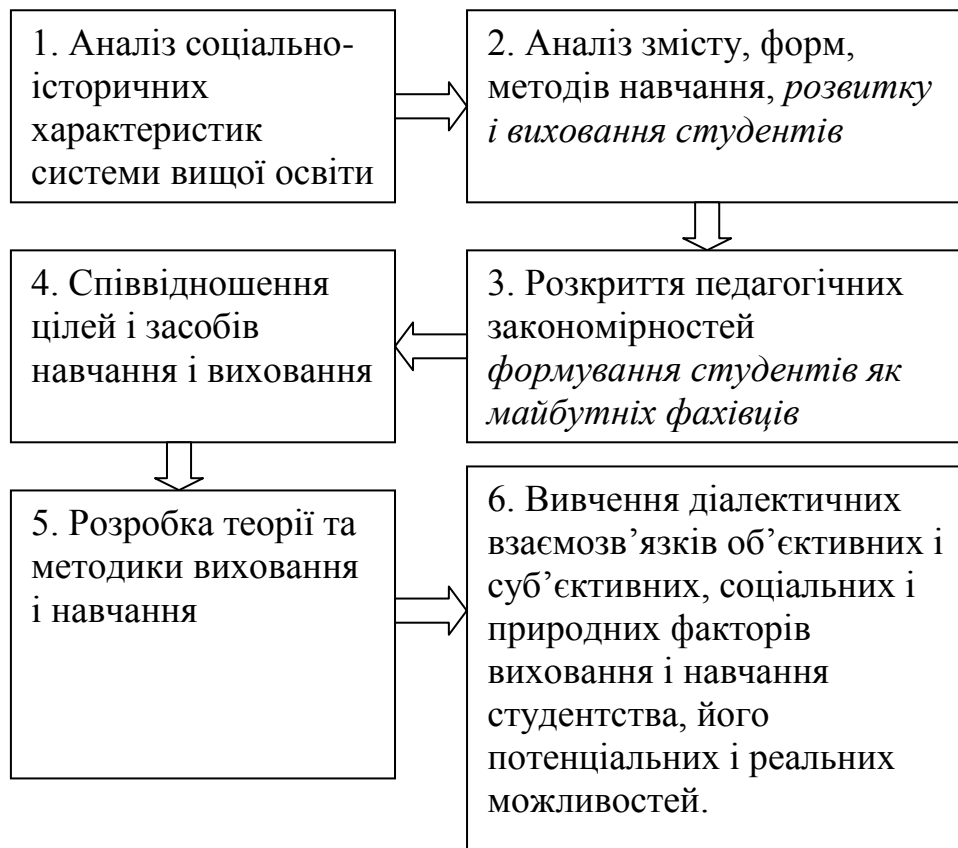 1. Аналіз соціально-
історичних
характеристик
системи вищої освіти
2. Аналіз змісту, форм,
методів навчання, розвитку
і виховання студентів
3. Розкриття педагогічних
закономірностей
формування студентів як
майбутніх фахівців
4. Співвідношення
цілей і засобів
навчання і виховання
5. Розробка теорії та
методики виховання
і навчання
6. Вивчення діалектичних
взаємозв’язків об’єктивних і
суб’єктивних, соціальних і
природних факторів
виховання і навчання
студентства, його
потенціальних і реальних
можливостей.